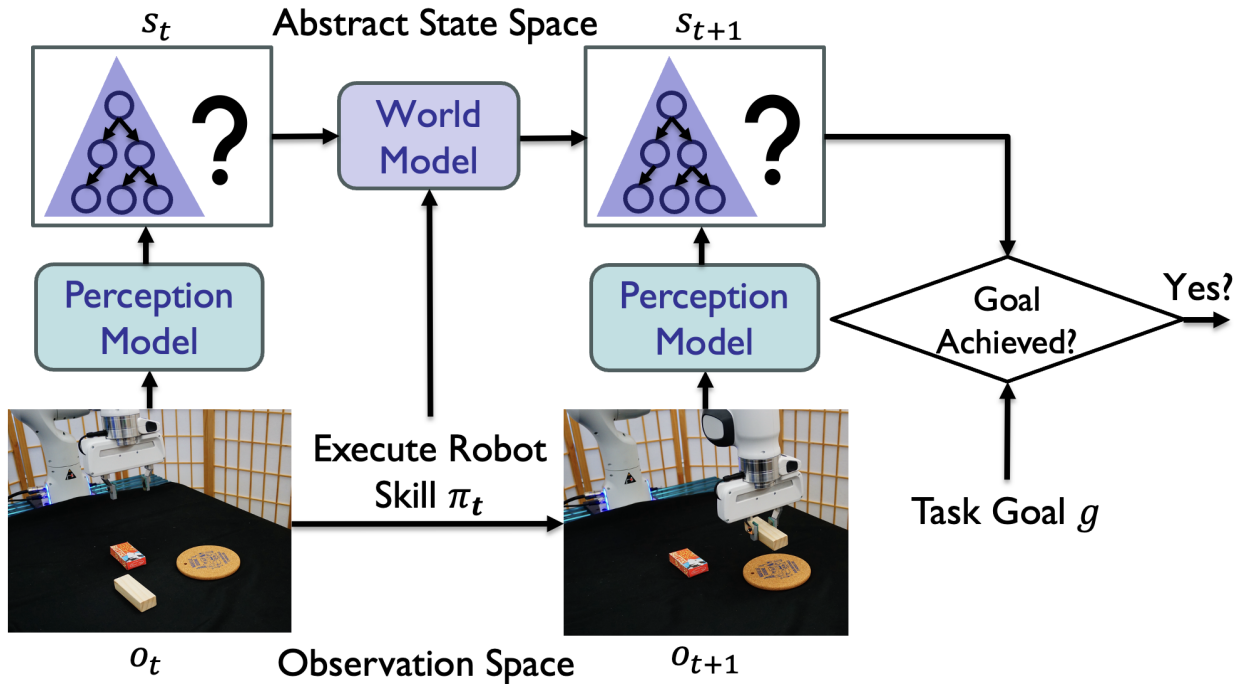 s_t
Abstract State Space
s_{t+1}
?
World
Model
?
Perception
Model
Perception
Model
Goal
Achieved?
Yes?
Execute Robot
Skill π_t
Task Goal g
o_t
Observation Space
o_{t+1}